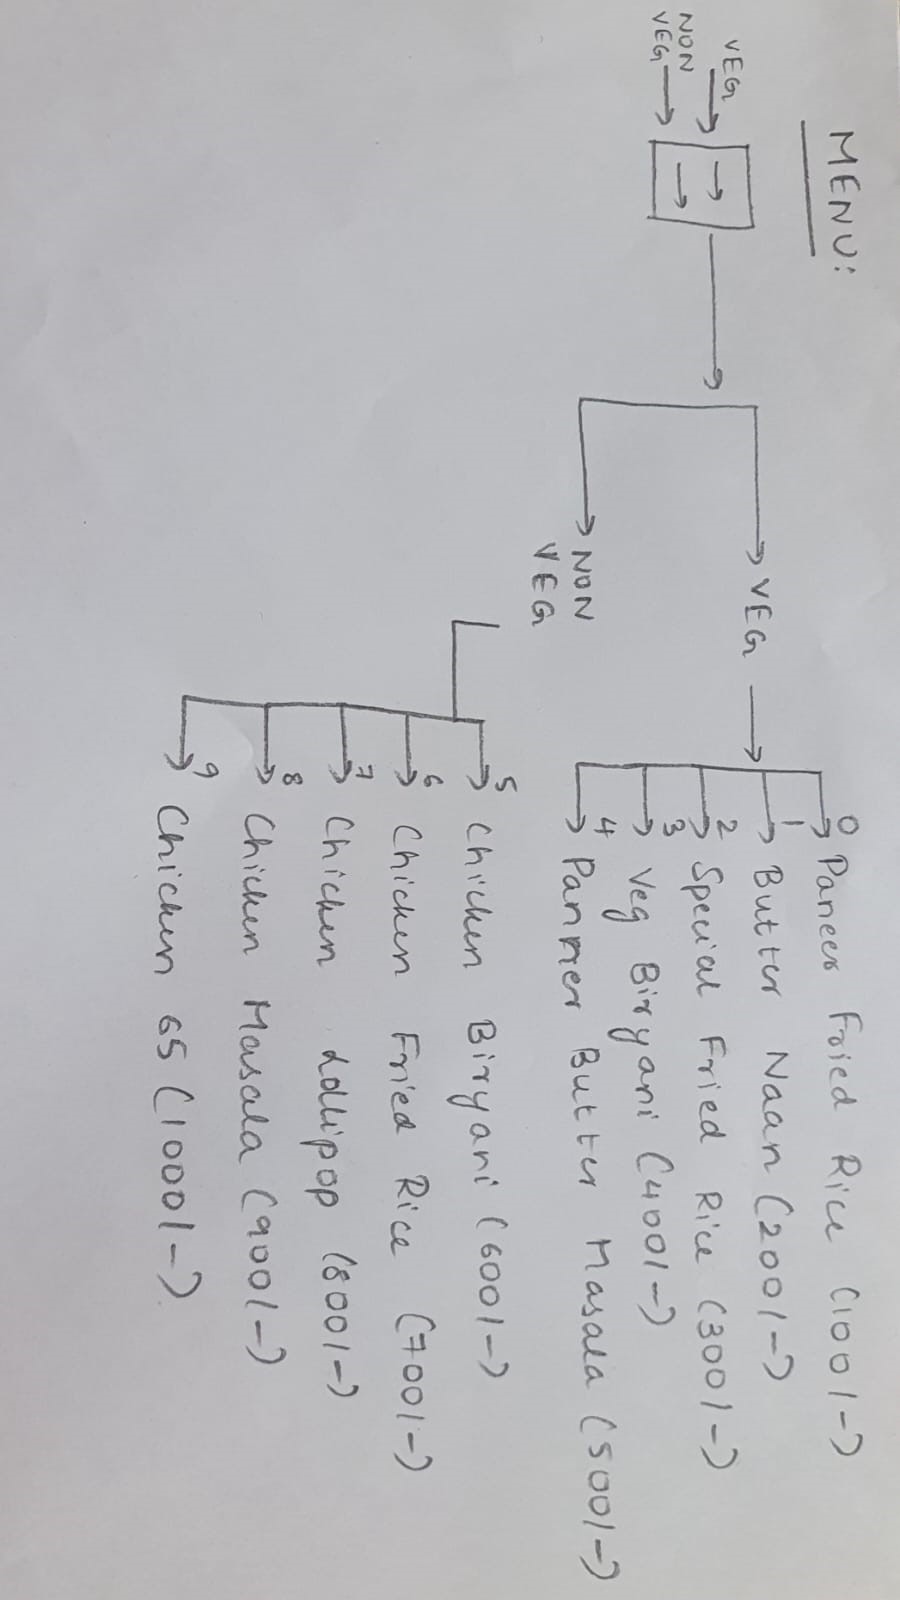 MENU:
VEG
NON
VEG
VEG
NON
VEG
0 Paneer Fried Rice (100/-)
1 Butter Naan (200/-)
2 Special Fried Rice (300/-)
3 Veg Biryani (400/-)
4 Panner Butter Masala (500/-)
5 Chicken Biryani (600/-)
6 Chicken Fried Rice (700/-)
7 Chicken Lollipop (800/-)
8 Chicken Masala (900/-)
9 Chicken 65 (1000/-)